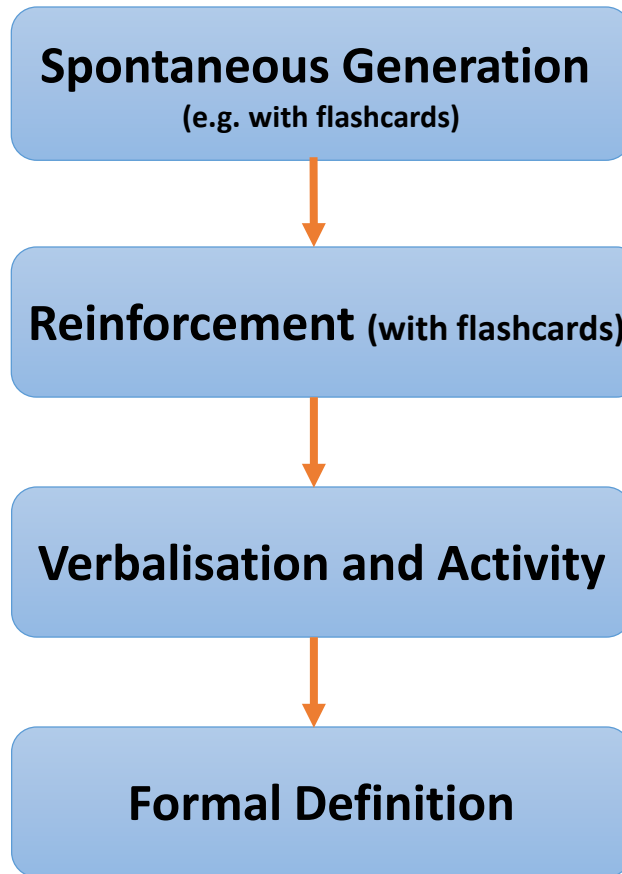 Spontaneous Generation
(e.g. with flashcards)
Reinforcement (with flashcards)
Verbalisation and Activity
Formal Definition